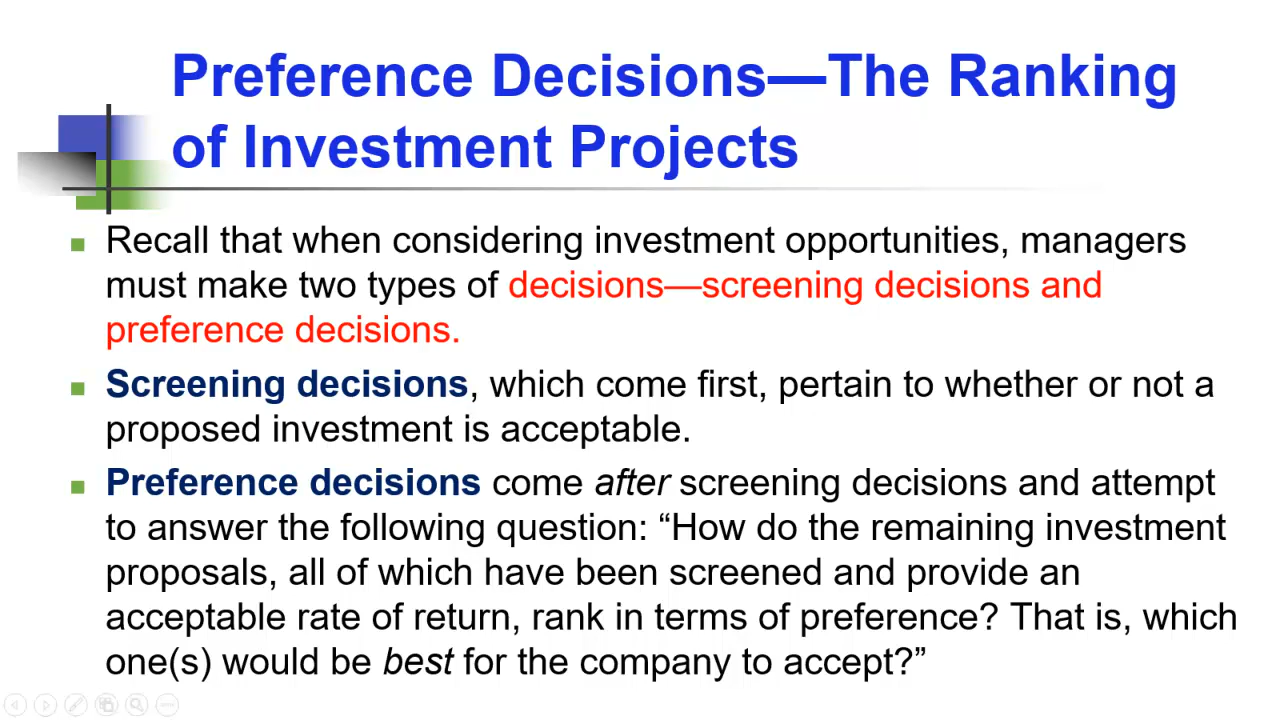 Preference Decisions—The Ranking
of Investment Projects
Recall that when considering investment opportunities, managers
must make two types of decisions—screening decisions and
preference decisions.
Screening decisions, which come first, pertain to whether or not a
proposed investment is acceptable.
Preference decisions come after screening decisions and attempt
to answer the following question: “How do the remaining investment
proposals, all of which have been screened and provide an
acceptable rate of return, rank in terms of preference? That is, which
one(s) would be best for the company to accept?”